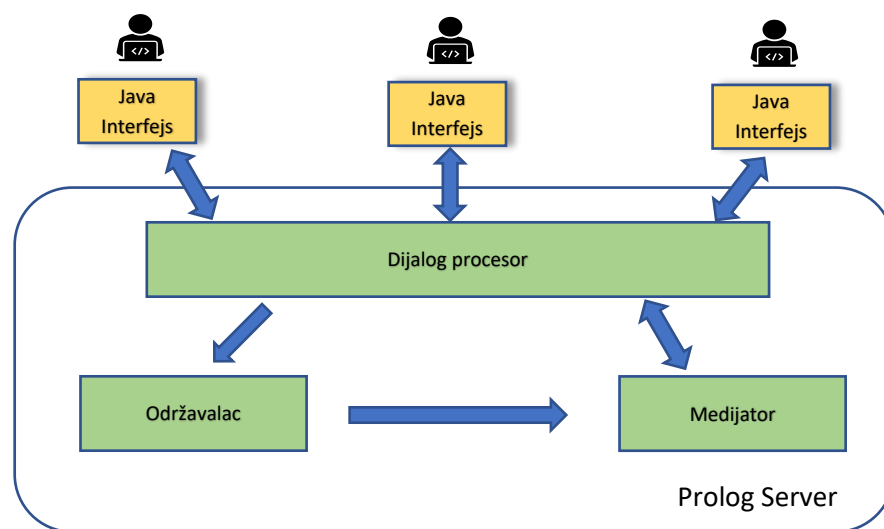 </>
</>
</>
Java
Interfejs
Java
Interfejs
Java
Interfejs
Dijalog procesor
Održavalac
Medijator
Prolog Server